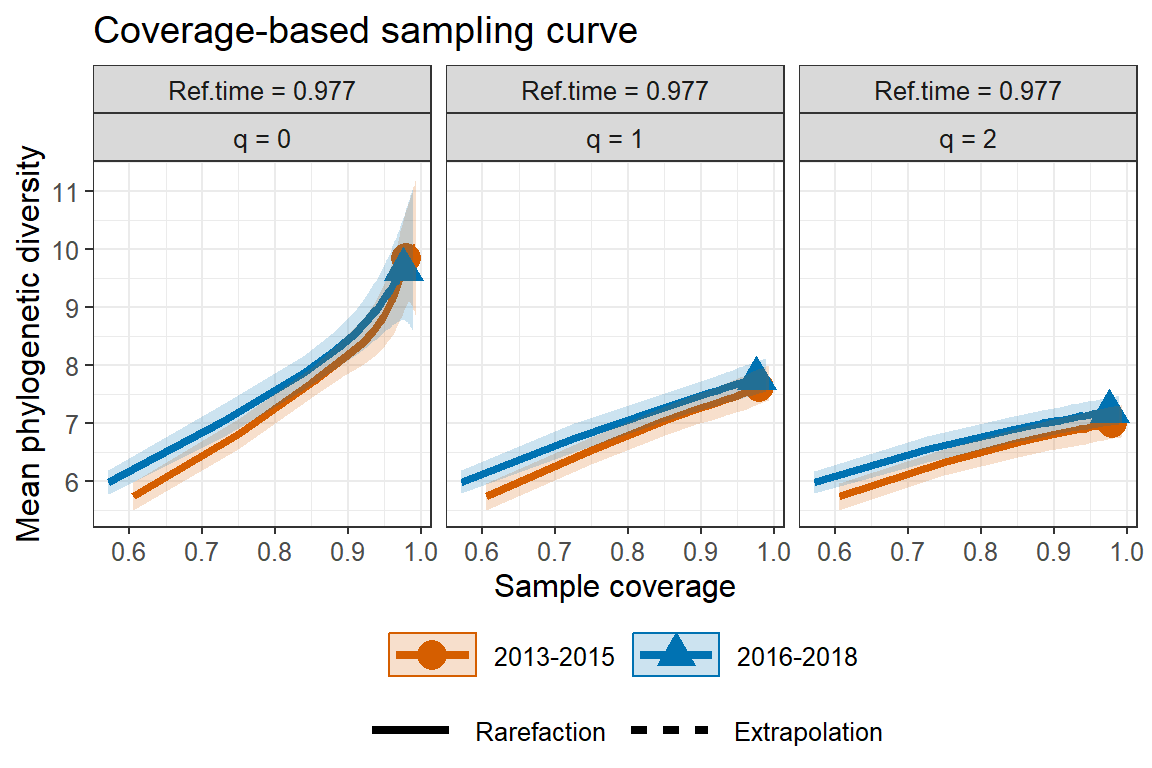 Coverage-based sampling curve
Ref.time = 0.977 Ref.time = 0.977 Ref.time = 0.977
q = 0 q = 1 q = 2
Mean phylogenetic diversity
11
10
9
8
7
6
0.6 0.7 0.8 0.9 1.0 0.6 0.7 0.8 0.9 1.0 0.6 0.7 0.8 0.9 1.0
Sample coverage
2013-2015 2016-2018
Rarefaction Extrapolation